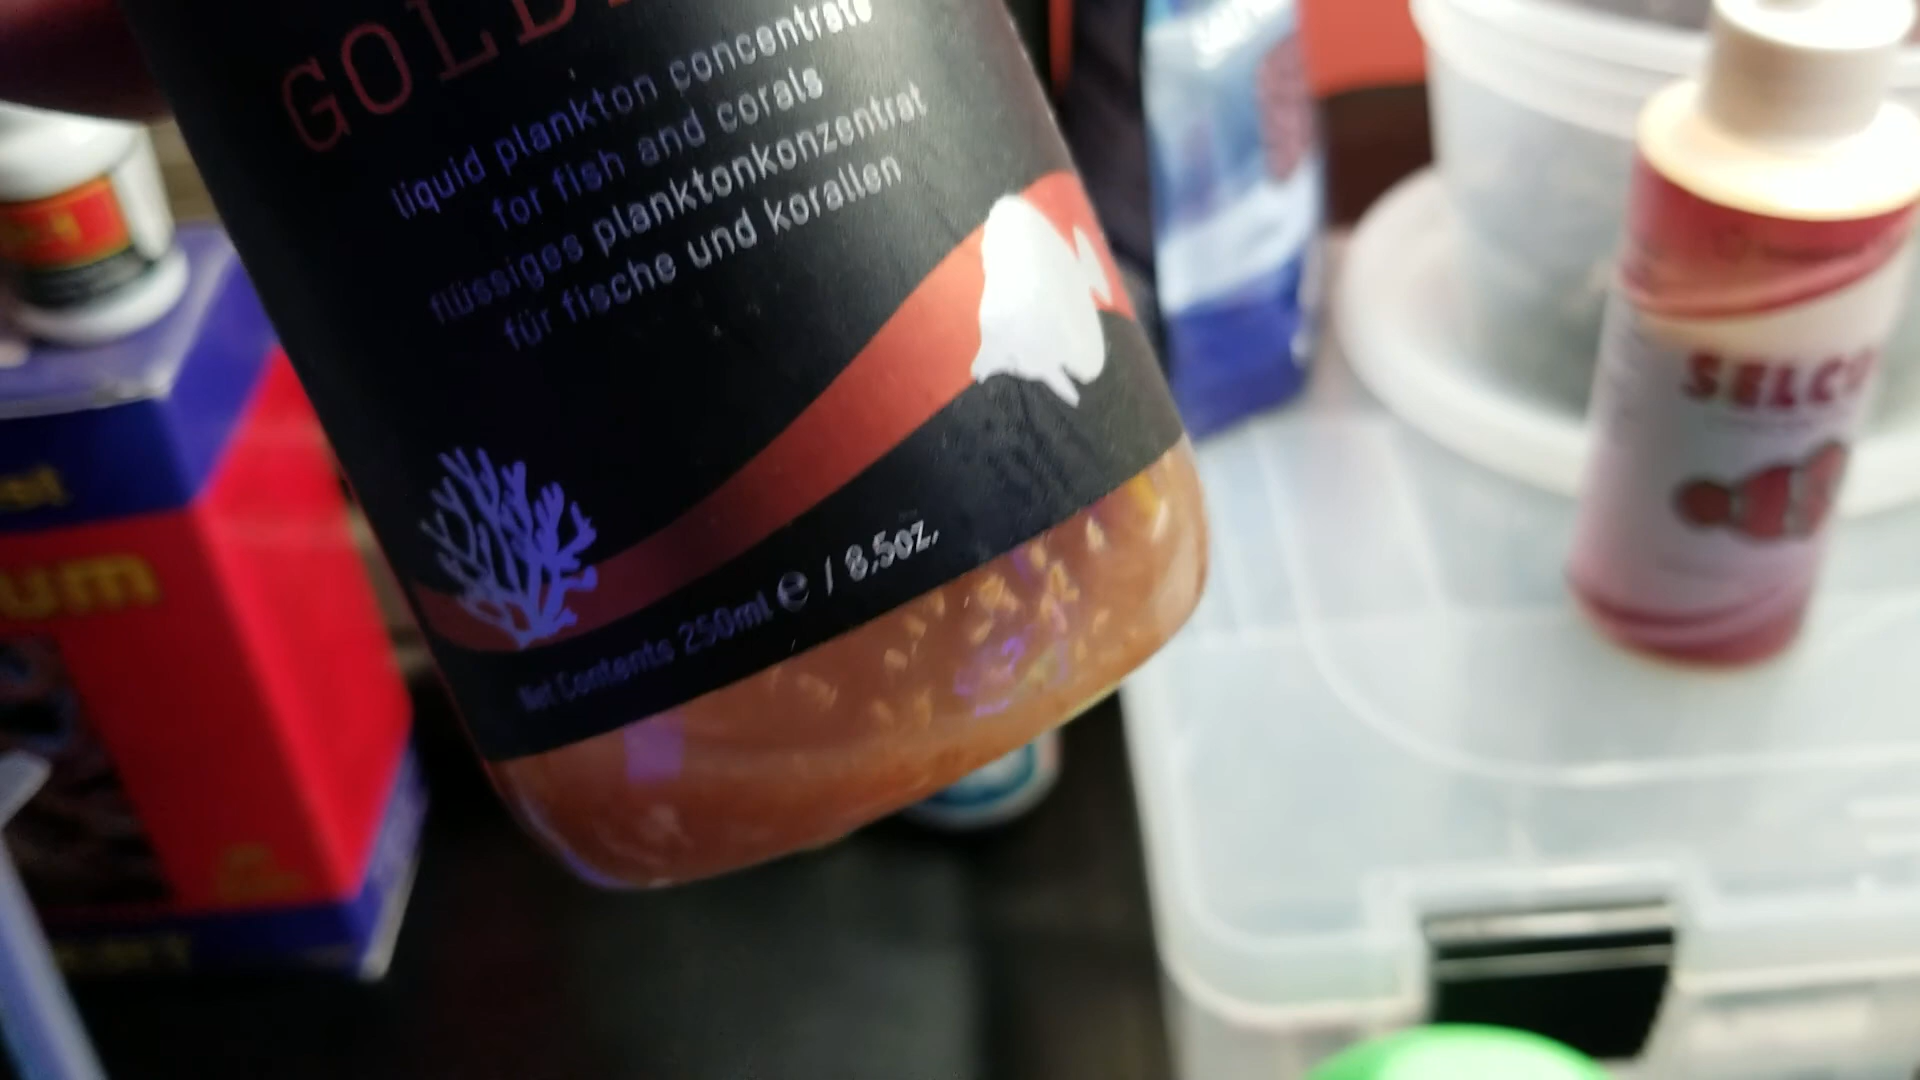 GOLD
liquid plankton concentrate
for fish and corals
flüssiges planktonkonzentrat
für fische und korallen
Net Contents 250ml e / 8,5oz.
SELCO
um